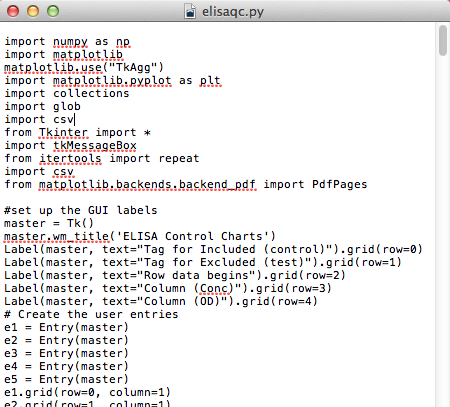 elisaqc.py
import numpy as np
import matplotlib
matplotlib.use("TkAgg")
import matplotlib.pyplot as plt
import collections
import glob
import csv
from Tkinter import *
import tkMessageBox
from itertools import repeat
import csv
from matplotlib.backends.backend_pdf import PdfPages
#set up the GUI labels
master = Tk()
master.wm_title('ELISA Control Charts')
Label(master, text="Tag for Included (control)").grid(row=0)
Label(master, text="Tag for Excluded (test)").grid(row=1)
Label(master, text="Row data begins").grid(row=2)
Label(master, text="Column (Conc)").grid(row=3)
Label(master, text="Column (OD)").grid(row=4)
# Create the user entries
e1 = Entry(master)
e2 = Entry(master)
e3 = Entry(master)
e4 = Entry(master)
e5 = Entry(master)
e1.grid(row=0, column=1)
e2.grid(row=1, column=1)